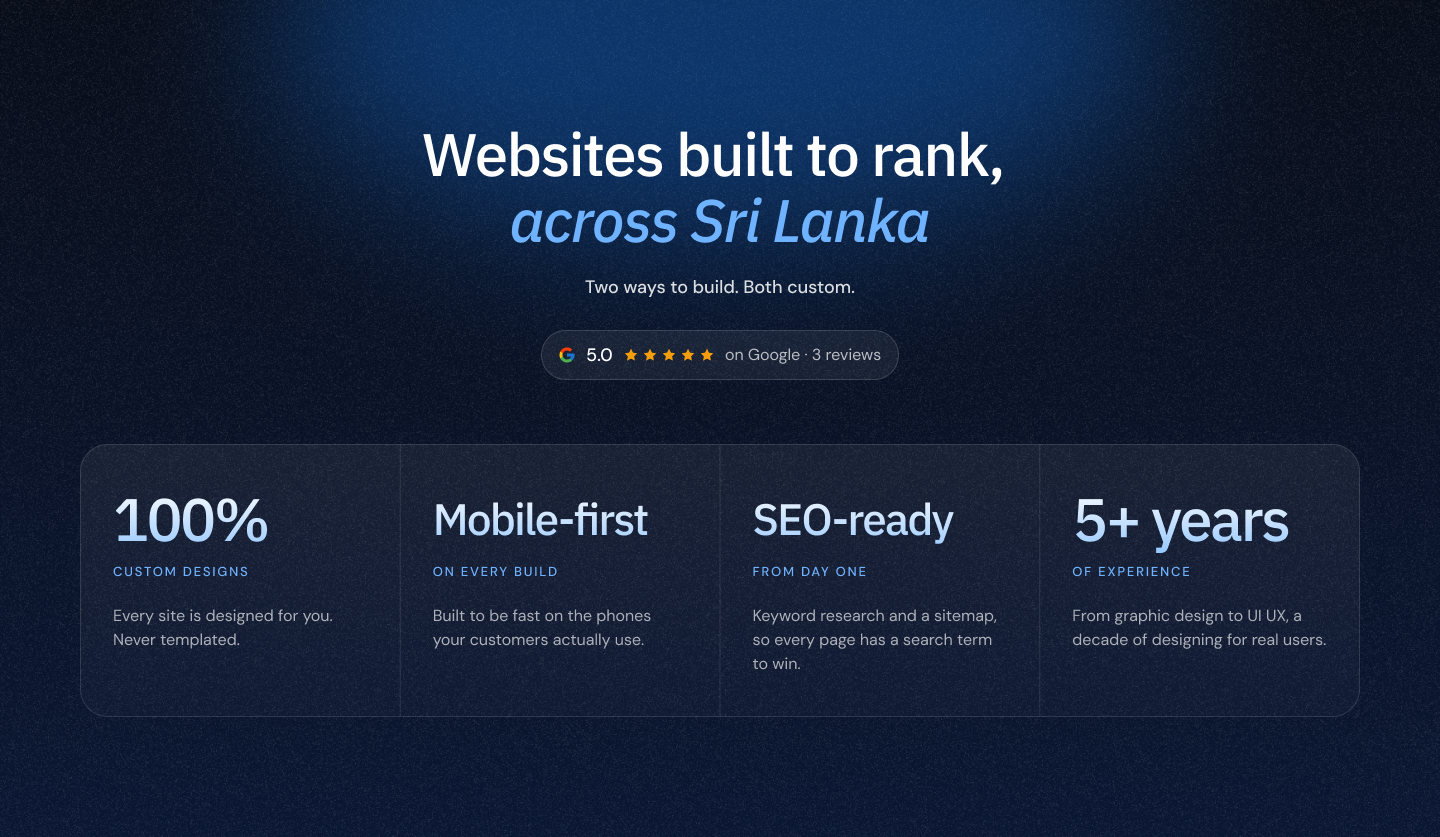 Websites built to rank,
across Sri Lanka
Two ways to build. Both custom.
5.0 on Google · 3 reviews
100%
CUSTOM DESIGNS
Every site is designed for you.
Never templated.
Mobile-first
ON EVERY BUILD
Built to be fast on the phones
your customers actually use.
SEO-ready
FROM DAY ONE
Keyword research and a sitemap,
so every page has a search term
to win.
5+ years
OF EXPERIENCE
From graphic design to UI UX, a
decade of designing for real users.